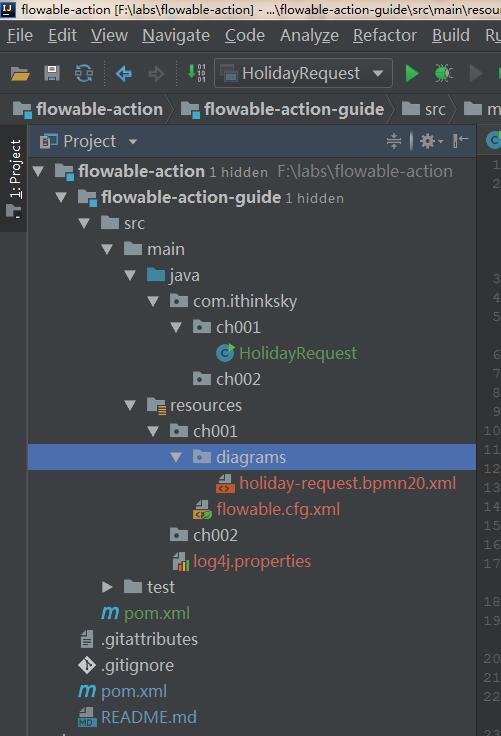 flowable-action [F:\labs\flowable-action] - ...\flowable-action-guide\src\main\resour
File Edit View Navigate Code Analyze Refactor Build R
HolidayRequest
flowable-action flowable-action-guide src m
1: Project
Project
flowable-action 1 hidden F:\labs\flowable-action
flowable-action-guide 1 hidden
src
main
java
com.ithinksky
ch001
HolidayRequest
ch002
resources
ch001
diagrams
holiday-request.bpmn20.xml
flowable.cfg.xml
ch002
log4j.properties
test
pom.xml
.gitattributes
.gitignore
pom.xml
README.md
1
2
3
4
5
6
7
8
9
10
11
12
13
14
15
16
17
18
19
20
21
22
23